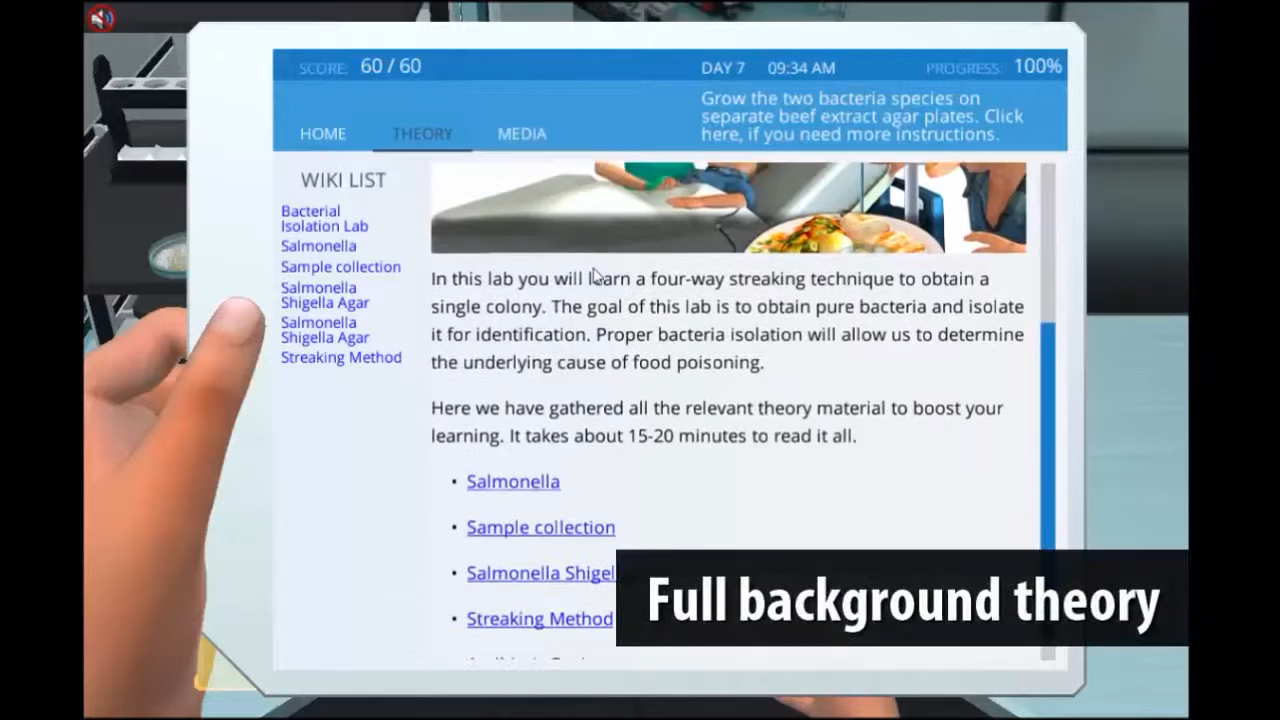 SCORE: 60 / 60
DAY 7 09:34 AM
PROGRESS: 100%
Grow the two bacteria species on
separate beef extract agar plates. Click
here, if you need more instructions.
HOME THEORY MEDIA
WIKI LIST
Bacterial
Isolation Lab
Salmonella
Sample collection
Salmonella
Shigella Agar
Salmonella
Shigella Agar
Streaking Method
In this lab you will learn a four-way streaking technique to obtain a
single colony. The goal of this lab is to obtain pure bacteria and isolate
it for identification. Proper bacteria isolation will allow us to determine
the underlying cause of food poisoning.
Here we have gathered all the relevant theory material to boost your
learning. It takes about 15-20 minutes to read it all.
• Salmonella
• Sample collection
• Salmonella Shigel
• Streaking Method
Full background theory